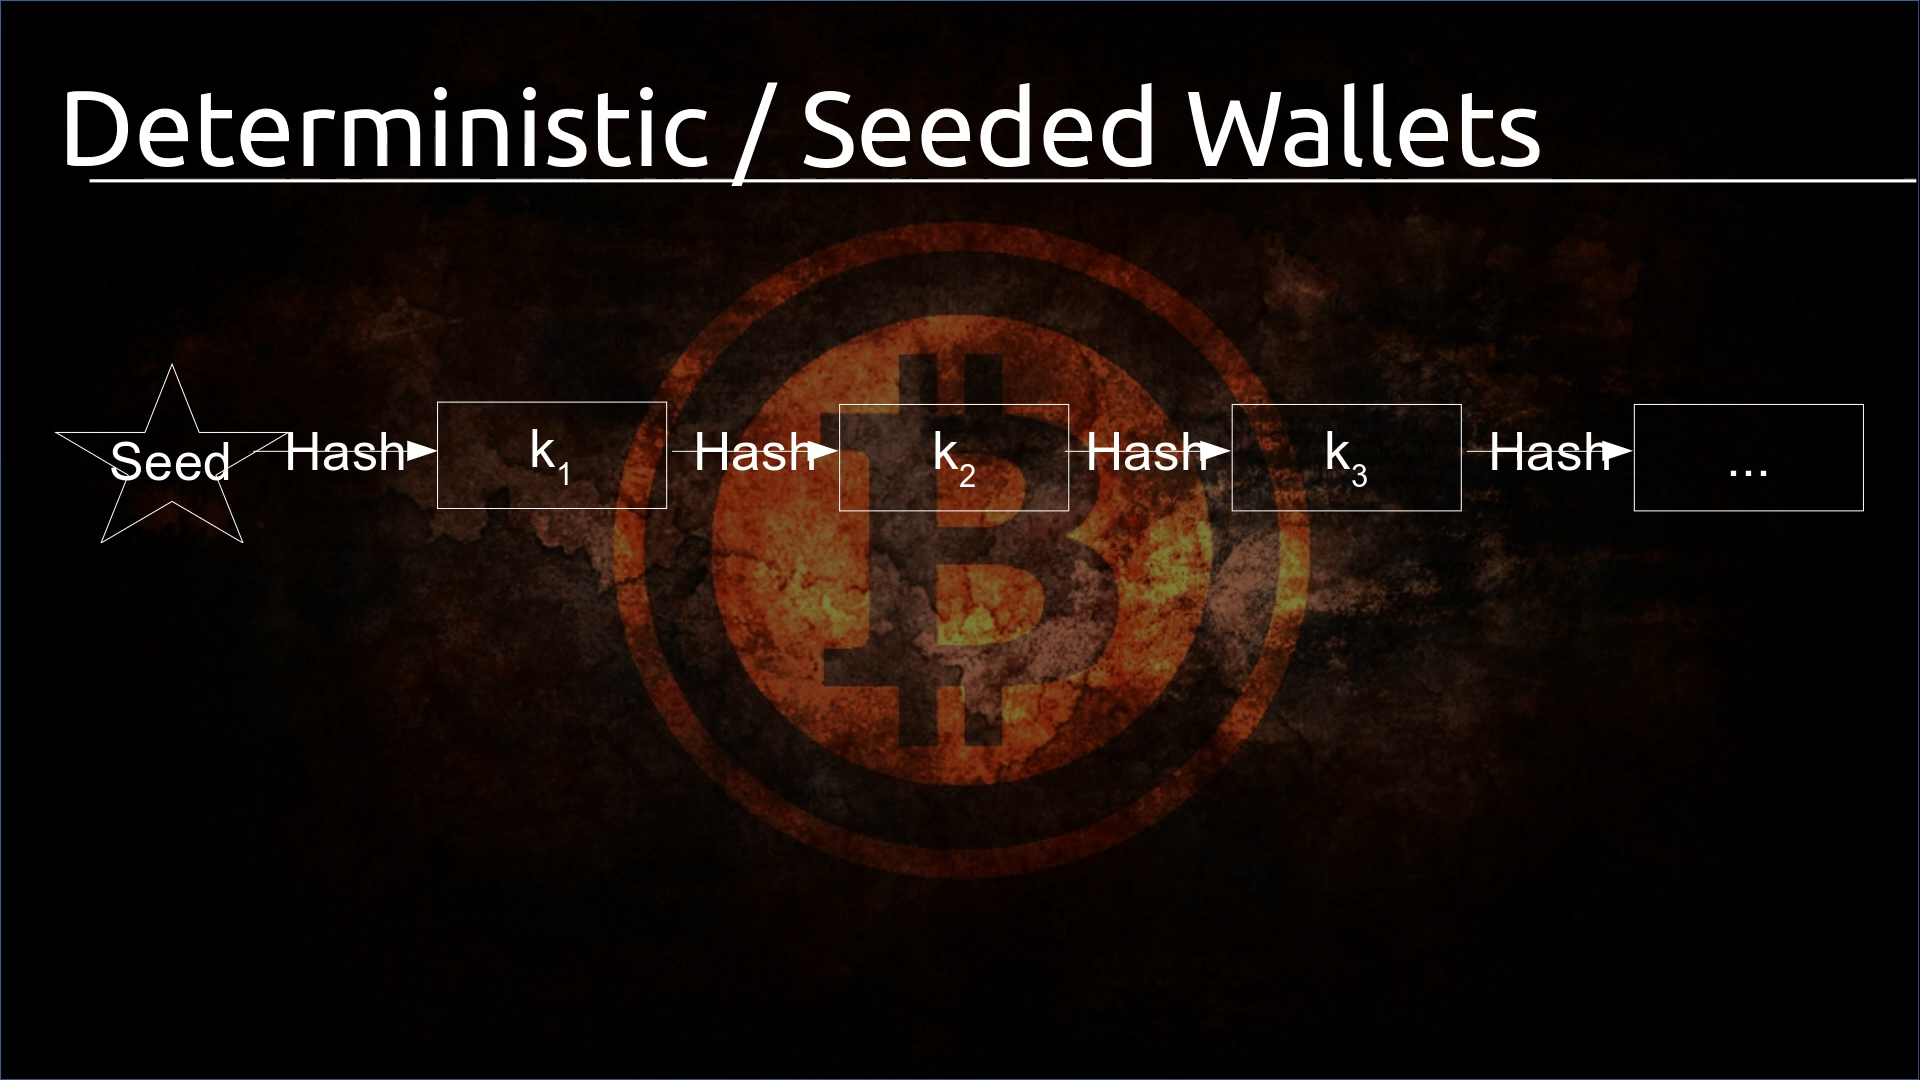 Deterministic / Seeded Wallets
Seed Hash k₁ Hash k₂ Hash k₃ Hash ...